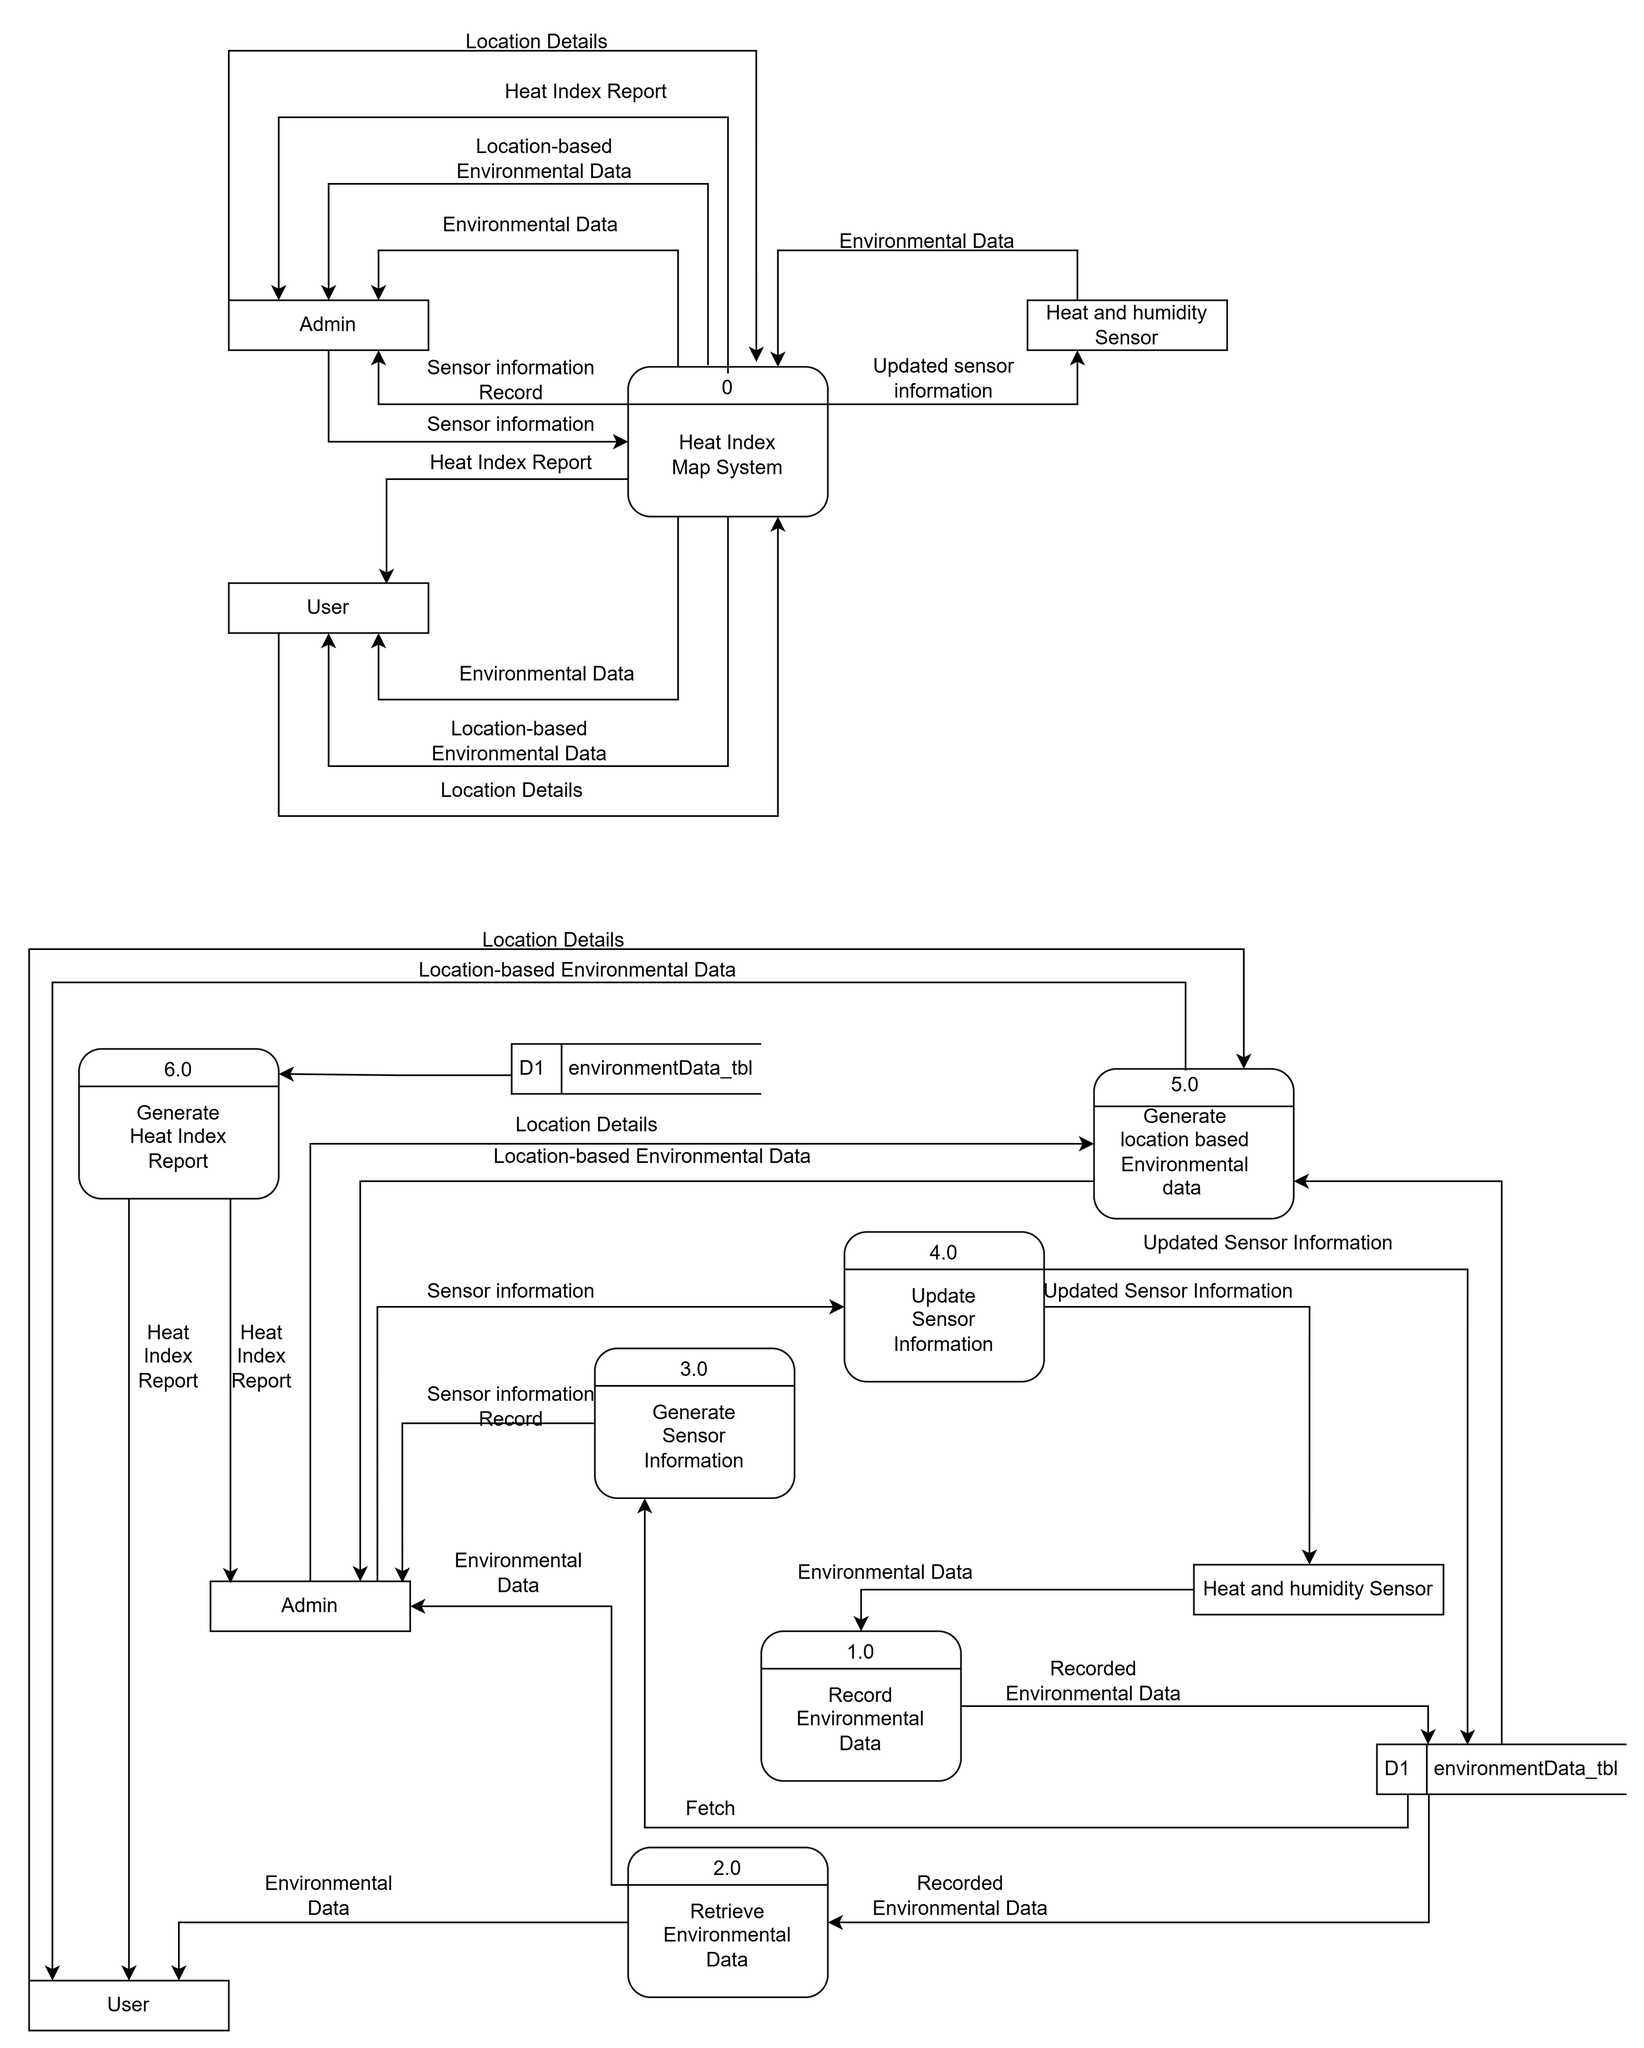 Location Details
Heat Index Report
Location-based
Environmental Data
Environmental Data
Environmental Data
Admin
Heat and humidity
Sensor
Sensor information
Record
Updated sensor
information
0
Sensor information
Heat Index
Map System
Heat Index Report
User
Environmental Data
Location-based
Environmental Data
Location Details
Location Details
Location-based Environmental Data
6.0
Generate
Heat Index
Report
D1
environmentData_tbl
5.0
Generate
location based
Environmental
data
Location Details
Location-based Environmental Data
4.0
Update
Sensor
Information
Updated Sensor Information
Updated Sensor Information
Sensor information
Heat
Index
Report
Heat
Index
Report
3.0
Generate
Sensor
Information
Sensor information
Record
Environmental
Data
Environmental Data
Heat and humidity Sensor
Admin
1.0
Record
Environmental
Data
Recorded
Environmental Data
D1
environmentData_tbl
Fetch
2.0
Retrieve
Environmental
Data
Environmental
Data
Recorded
Environmental Data
User